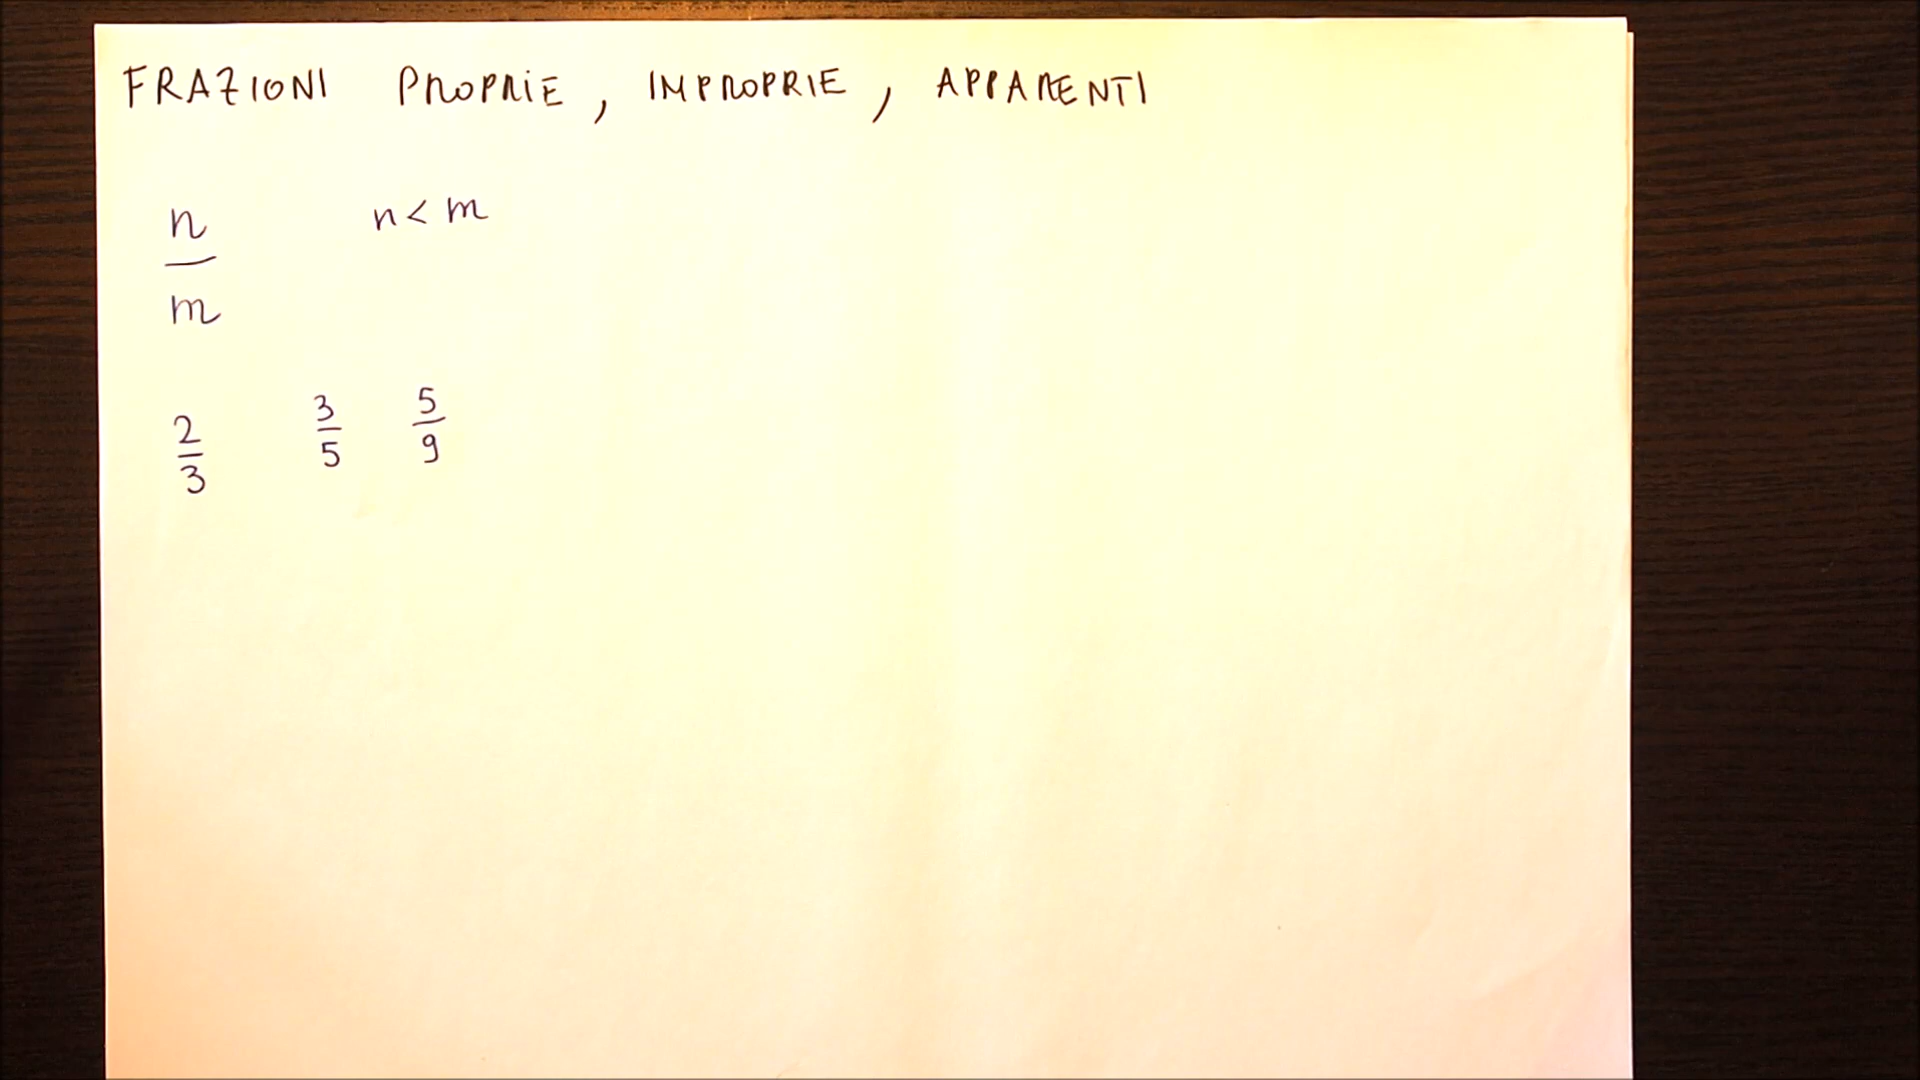 FRAZIONI PROPRIE, IMPROPRIE, APPARENTI
n/m n < m
2/3 3/5 5/9